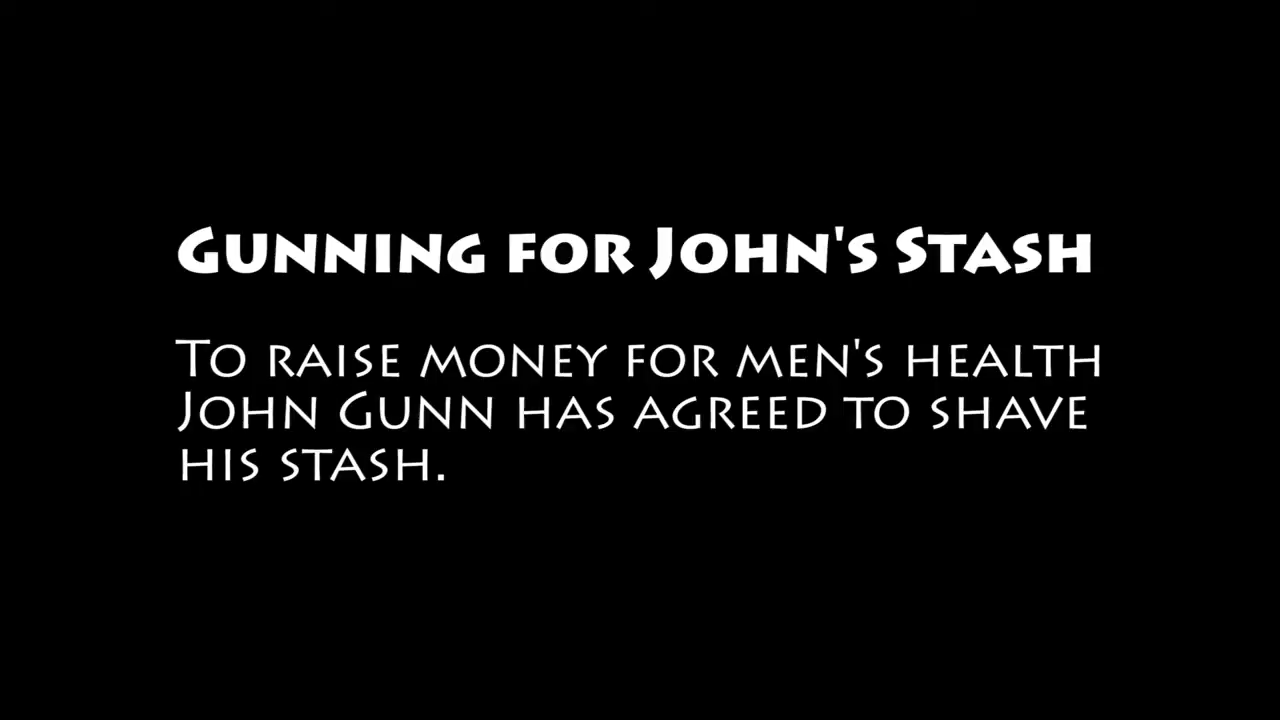 Gunning for John's Stash
To raise money for men's health
John Gunn has agreed to shave
his stash.